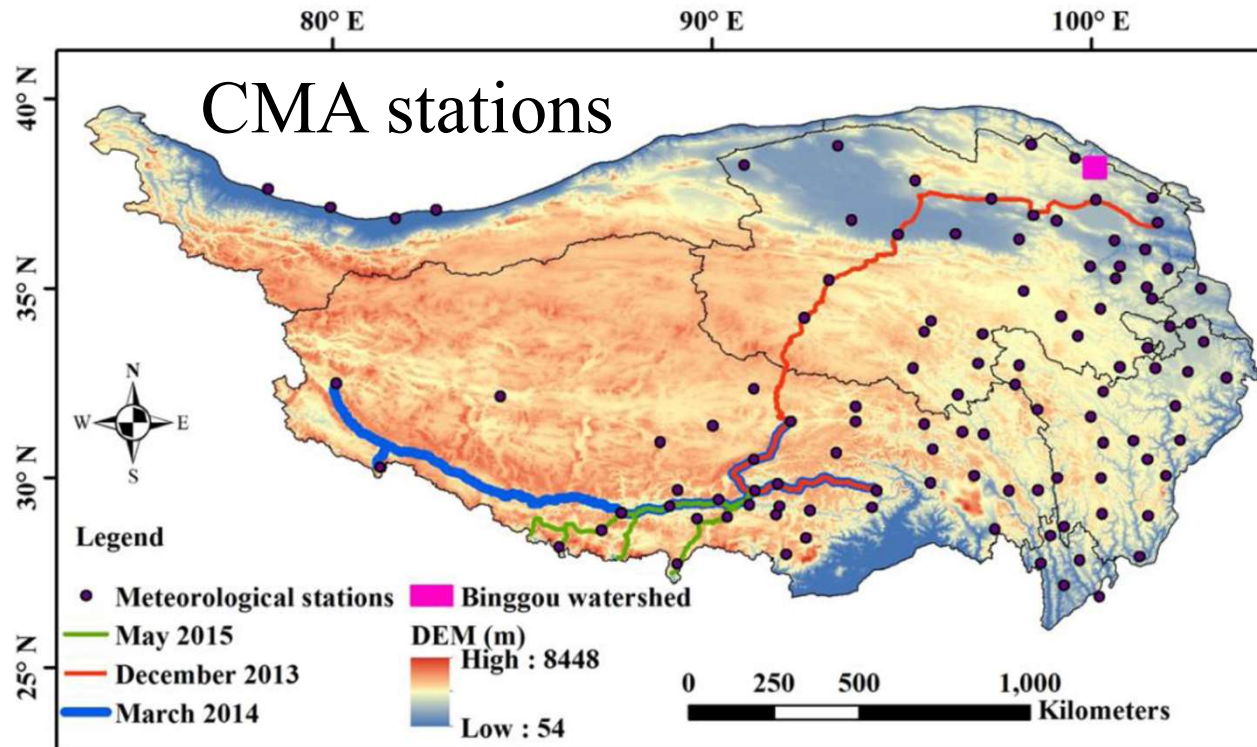 80° E 90° E 100° E
CMA stations
40° N
35° N
30° N
25° N
N
W E
S
Legend
Meteorological stations
May 2015
December 2013
March 2014
Binggou watershed
DEM (m)
High : 8448
Low : 54
0 250 500 1,000
Kilometers